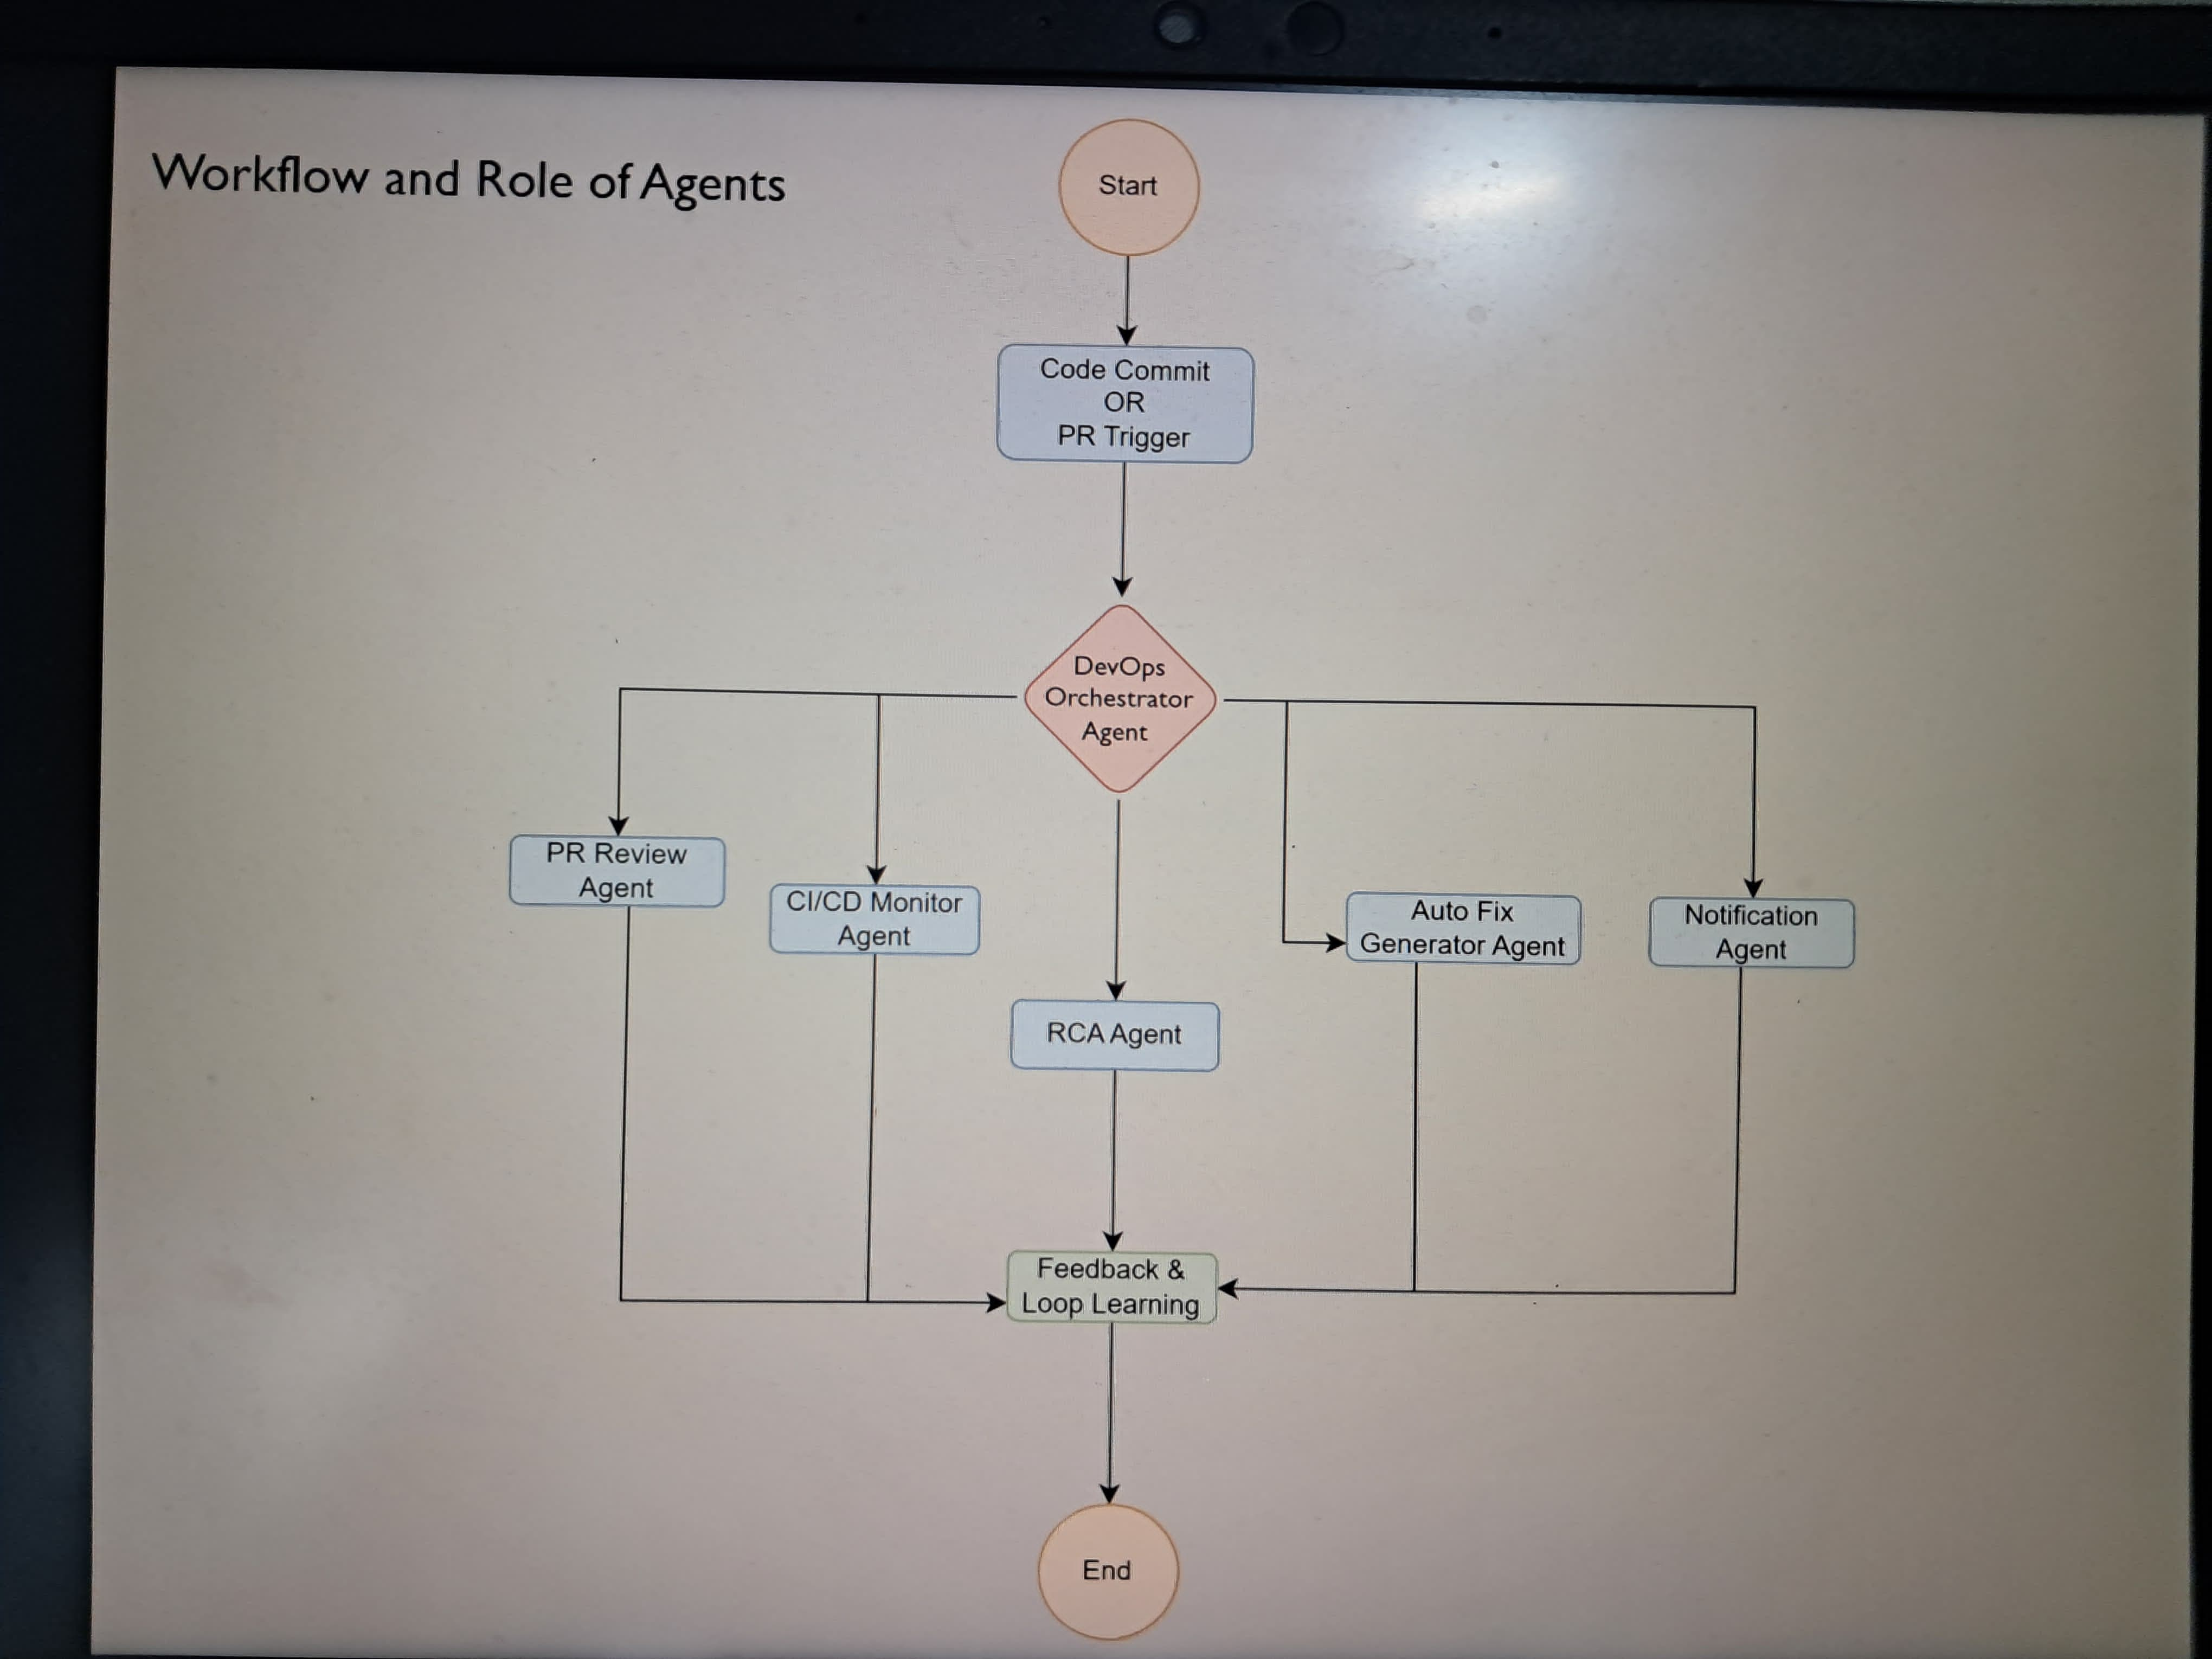 Workflow and Role of Agents
Start
Code Commit
OR
PR Trigger
DevOps
Orchestrator
Agent
PR Review
Agent
CI/CD Monitor
Agent
RCA Agent
Auto Fix
Generator Agent
Notification
Agent
Feedback &
Loop Learning
End